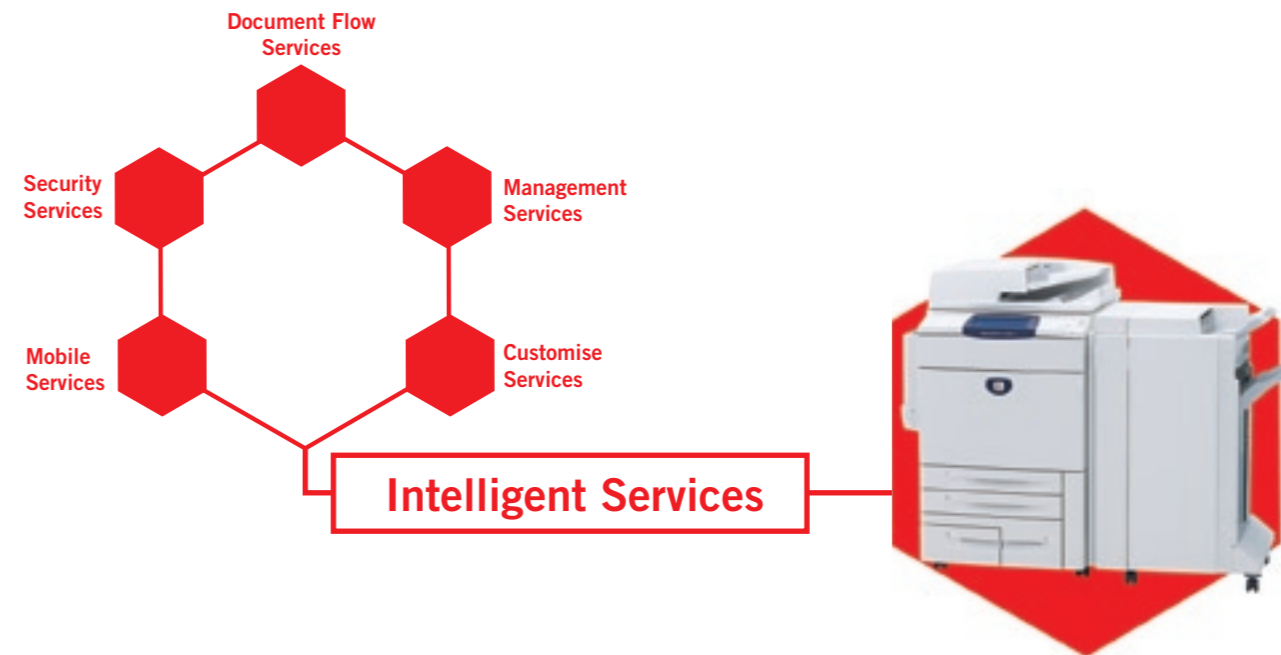 Document Flow
Services
Security
Services
Management
Services
Mobile
Services
Customise
Services
Intelligent Services